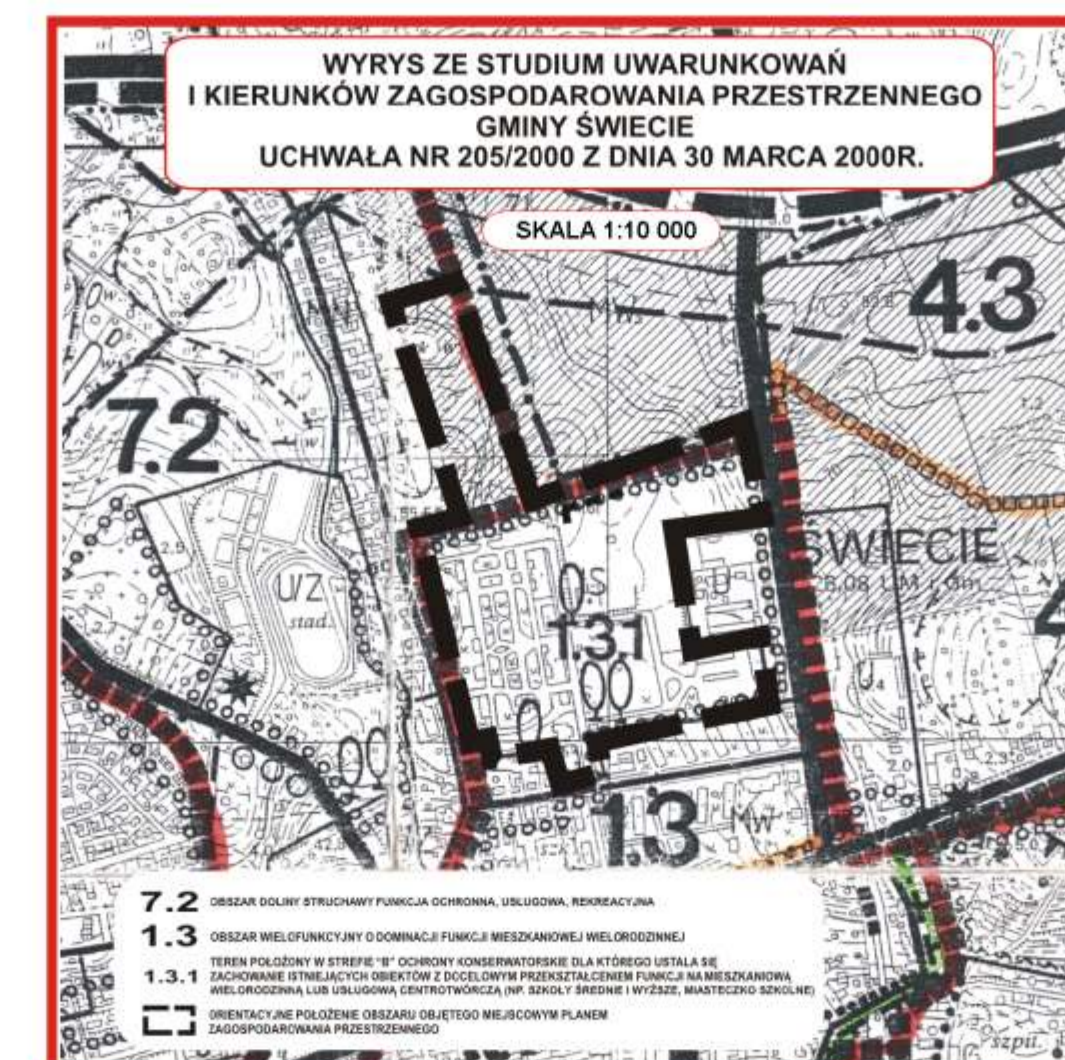 WYRYS ZE STUDIUM UWARUNKOWAŃ
I KIERUNKÓW ZAGOSPODAROWANIA PRZESTRZENNEGO
GMINY ŚWIECIE
UCHWAŁA NR 205/2000 Z DNIA 30 MARCA 2000R.
SKALA 1:10 000
4.3
7.2
ŚWIECIE
U/Z
stad.
0.S
U
1.3.1
U
1.3
Mw
7.2 OBSZAR DOLINY STRUCHAWY FUNKCJA OCHRONNA, USŁUGOWA, REKREACYJNA
1.3 OBSZAR WIELOFUNKCYJNY O DOMINACJI FUNKCJI MIESZKANIOWEJ WIELORODZINNEJ
TEREN POŁOŻONY W STREFIE "B" OCHRONY KONSERWATORSKIE DLA KTÓREGO USTALA SIĘ
1.3.1 ZACHOWANIE ISTNIEJĄCYCH OBIEKTÓW Z DOCELOWYM PRZEKSZTAŁCENIEM FUNKCJI NA MIESZKANIOWĄ
WIELORODZINNĄ LUB USŁUGOWĄ CENTROTWÓRCZĄ (NP. SZKOŁY ŚREDNIE I WYŻSZE, MIASTECZKO SZKOLNE)
ORIENTACYJNE POŁOŻENIE OBSZARU OBJĘTEGO MIEJSCOWYM PLANEM
ZAGOSPODAROWANIA PRZESTRZENNEGO
szpit.